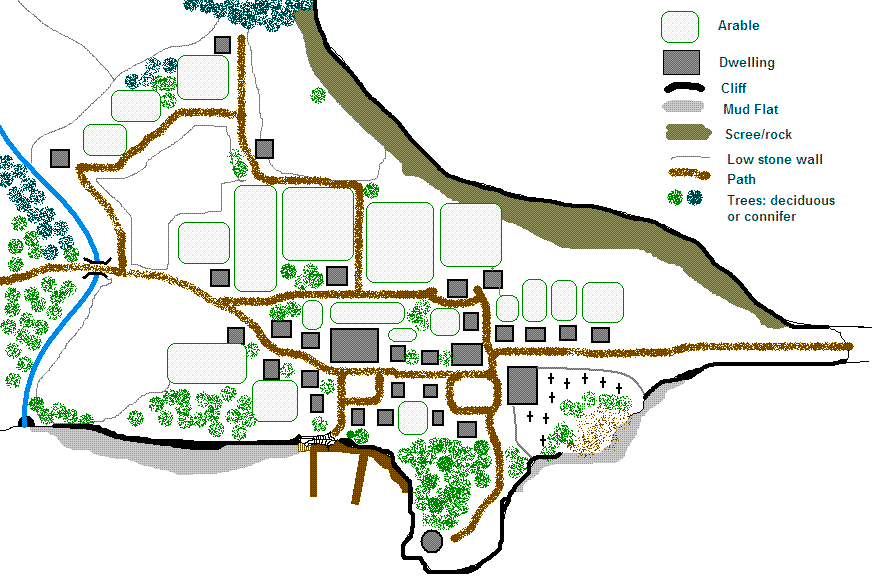 Arable
Dwelling
Cliff
Mud Flat
Scree/rock
Low stone wall
Path
Trees: deciduous
or connifer